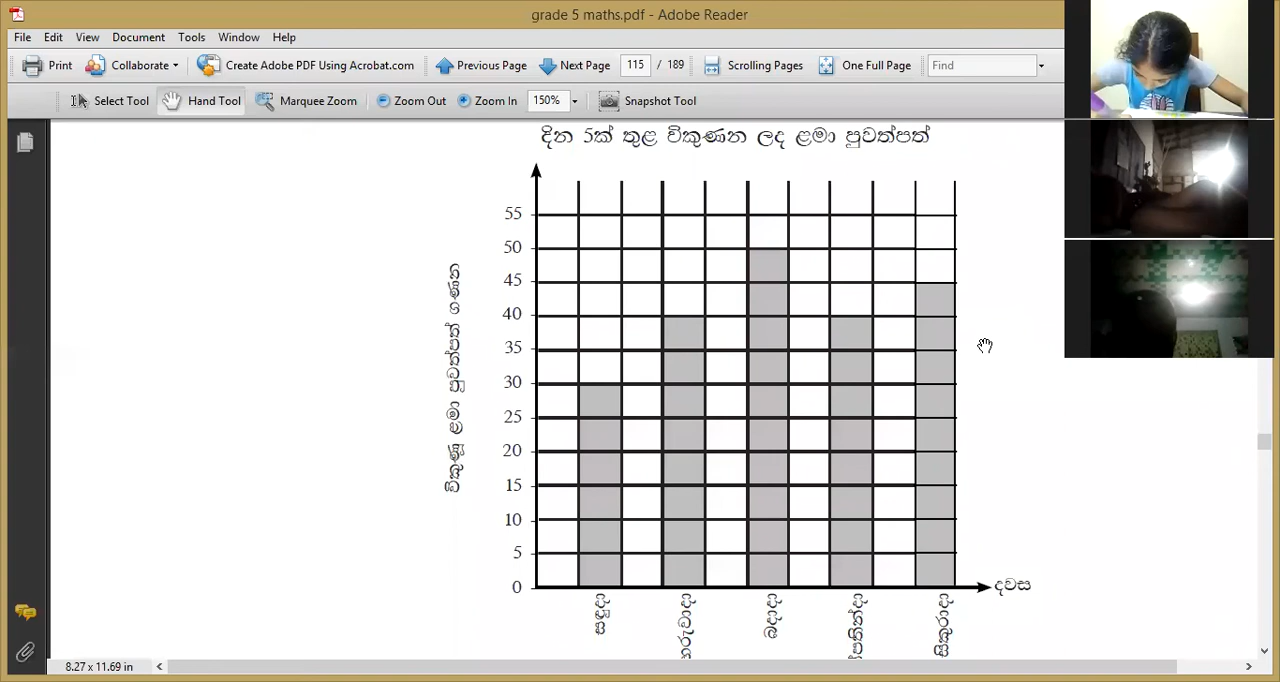 grade 5 maths.pdf - Adobe Reader
File Edit View Document Tools Window Help
Print Collaborate Create Adobe PDF Using Acrobat.com Previous Page Next Page 115 / 189 Scrolling Pages One Full Page Find
Select Tool Hand Tool Marquee Zoom Zoom Out Zoom In 150% Snapshot Tool
දින 5ක් තුළ විකුණන ලද ළමා පුවත්පත්
විකුණූ ළමා පුවත්පත් ගණන
55
50
45
40
35
30
25
20
15
10
5
0
දවස
සඳුදා
බදාදා
සිකුරාදා
8.27 x 11.69 in